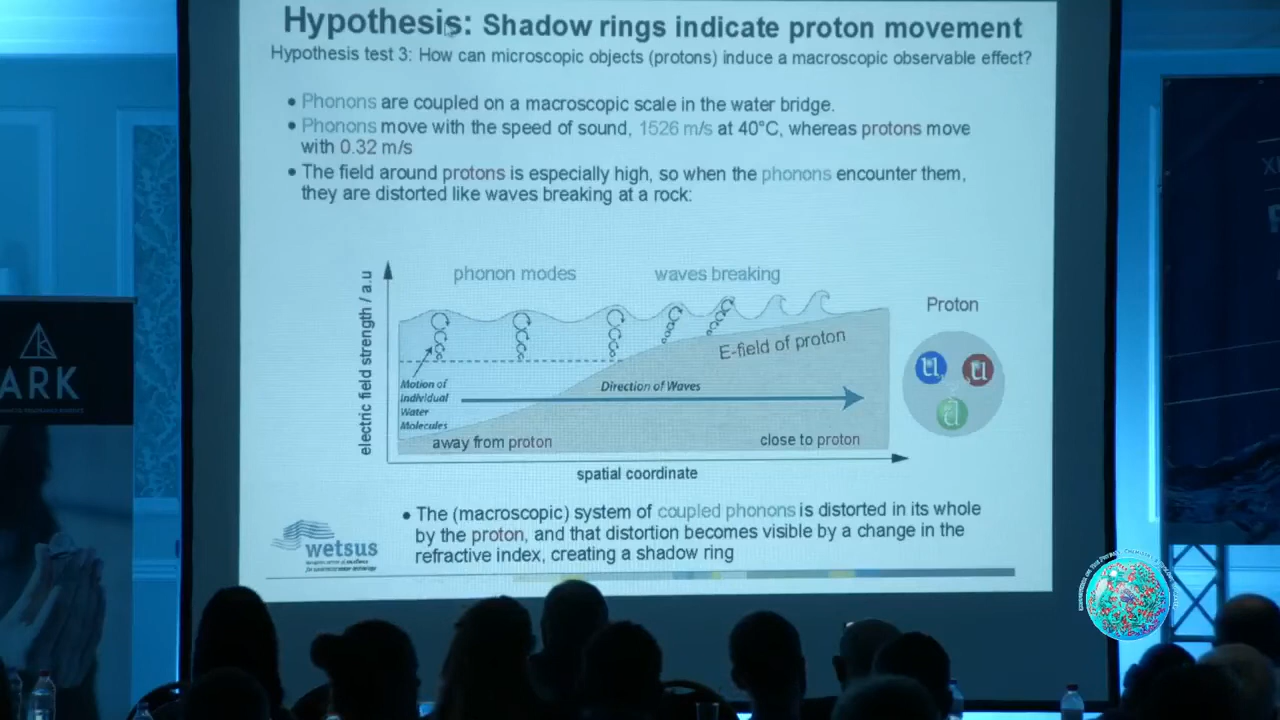 Hypothesis: Shadow rings indicate proton movement
Hypothesis test 3: How can microscopic objects (protons) induce a macroscopic observable effect?
• Phonons are coupled on a macroscopic scale in the water bridge.
• Phonons move with the speed of sound, 1526 m/s at 40°C, whereas protons move
with 0.32 m/s
• The field around protons is especially high, so when the phonons encounter them,
they are distorted like waves breaking at a rock:
electric field strength / a.u
phonon modes
waves breaking
Proton
E-field of proton
u
u
d
Motion of
individual
Water
Molecules
Direction of Waves
away from proton
close to proton
spatial coordinate
• The (macroscopic) system of coupled phonons is distorted in its whole
by the proton, and that distortion becomes visible by a change in the
refractive index, creating a shadow ring
wetsus
ARK